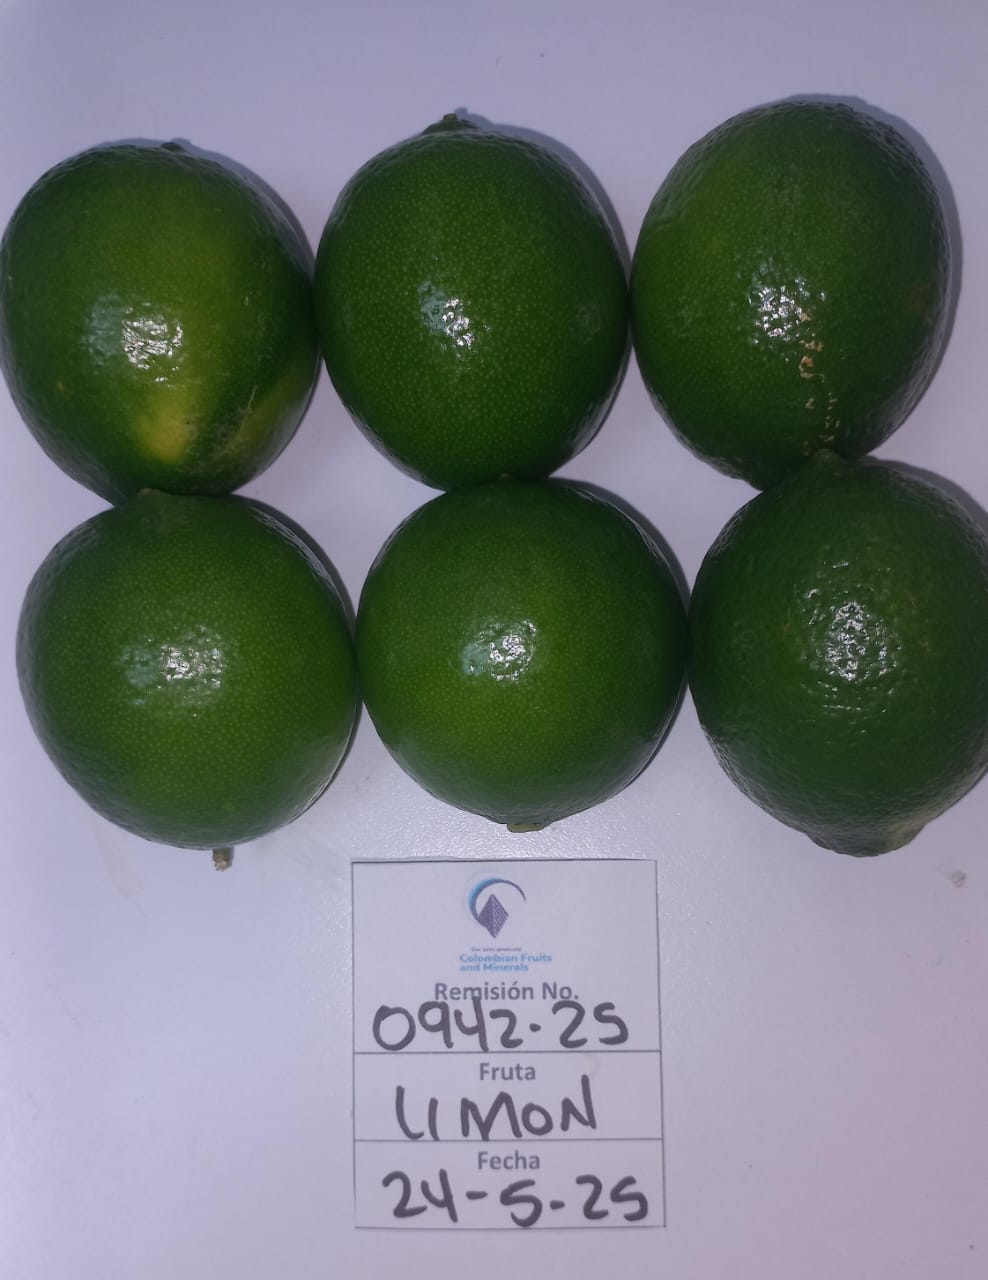 Colombian Fruits
and Minerals
Remisión No.
0942-25
Fruta
LIMON
Fecha
24-5-25